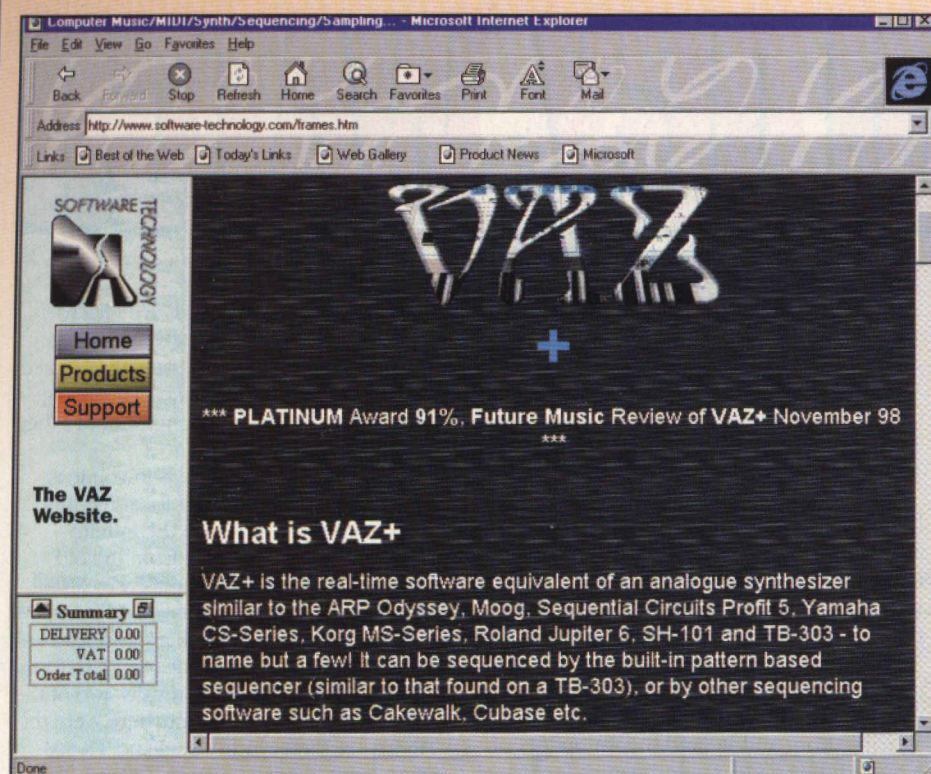 Computer Music/MIDI/Synth/Sequencing/Sampling... - Microsoft Internet Explorer
File Edit View Go Favorites Help
Back Forward Stop Refresh Home Search Favorites Print Font Mail
Address http://www.software-technology.com/frames.htm
Links Best of the Web Today's Links Web Gallery Product News Microsoft
SOFTWARE TECHNOLOGY
Home
Products
Support
The VAZ
Website.
Summary
DELIVERY 0.00
VAT 0.00
Order Total 0.00
VAZ
+
*** PLATINUM Award 91%, Future Music Review of VAZ+ November 98
***
What is VAZ+
VAZ+ is the real-time software equivalent of an analogue synthesizer
similar to the ARP Odyssey, Moog, Sequential Circuits Profit 5, Yamaha
CS-Series, Korg MS-Series, Roland Jupiter 6, SH-101 and TB-303 - to
name but a few! It can be sequenced by the built-in pattern based
sequencer (similar to that found on a TB-303), or by other sequencing
software such as Cakewalk, Cubase etc.
Done